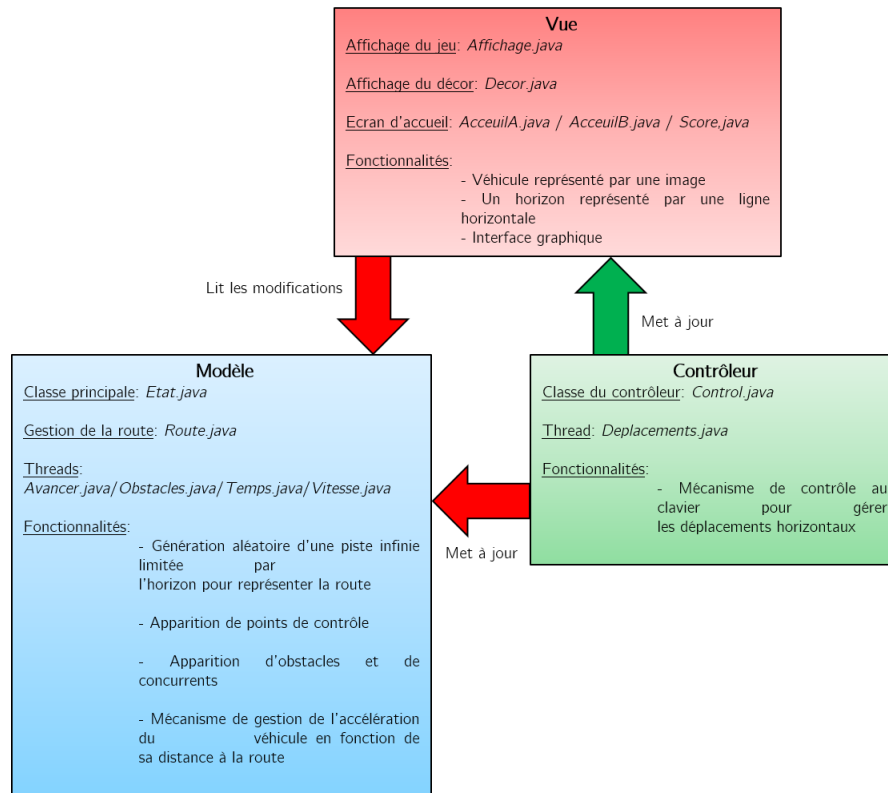 Vue
Affichage du jeu: Affichage.java
Affichage du décor: Decor.java
Ecran d'accueil: AcceuilA.java / AcceuilB.java / Score.java
Fonctionnalités:
- Véhicule représenté par une image
- Un horizon représenté par une ligne
horizontale
- Interface graphique
Lit les modifications
Met à jour
Modèle
Classe principale: Etat.java
Gestion de la route: Route.java
Threads:
Avancer.java/Obstacles.java/Temps.java/Vitesse.java
Fonctionnalités:
- Génération aléatoire d'une piste infinie
limitée par
l'horizon pour représenter la route
- Apparition de points de contrôle
- Apparition d'obstacles et de
concurrents
- Mécanisme de gestion de l'accélération
du véhicule en fonction de
sa distance à la route
Met à jour
Contrôleur
Classe du contrôleur: Control.java
Thread: Deplacements.java
Fonctionnalités:
- Mécanisme de contrôle au
clavier pour gérer
les déplacements horizontaux